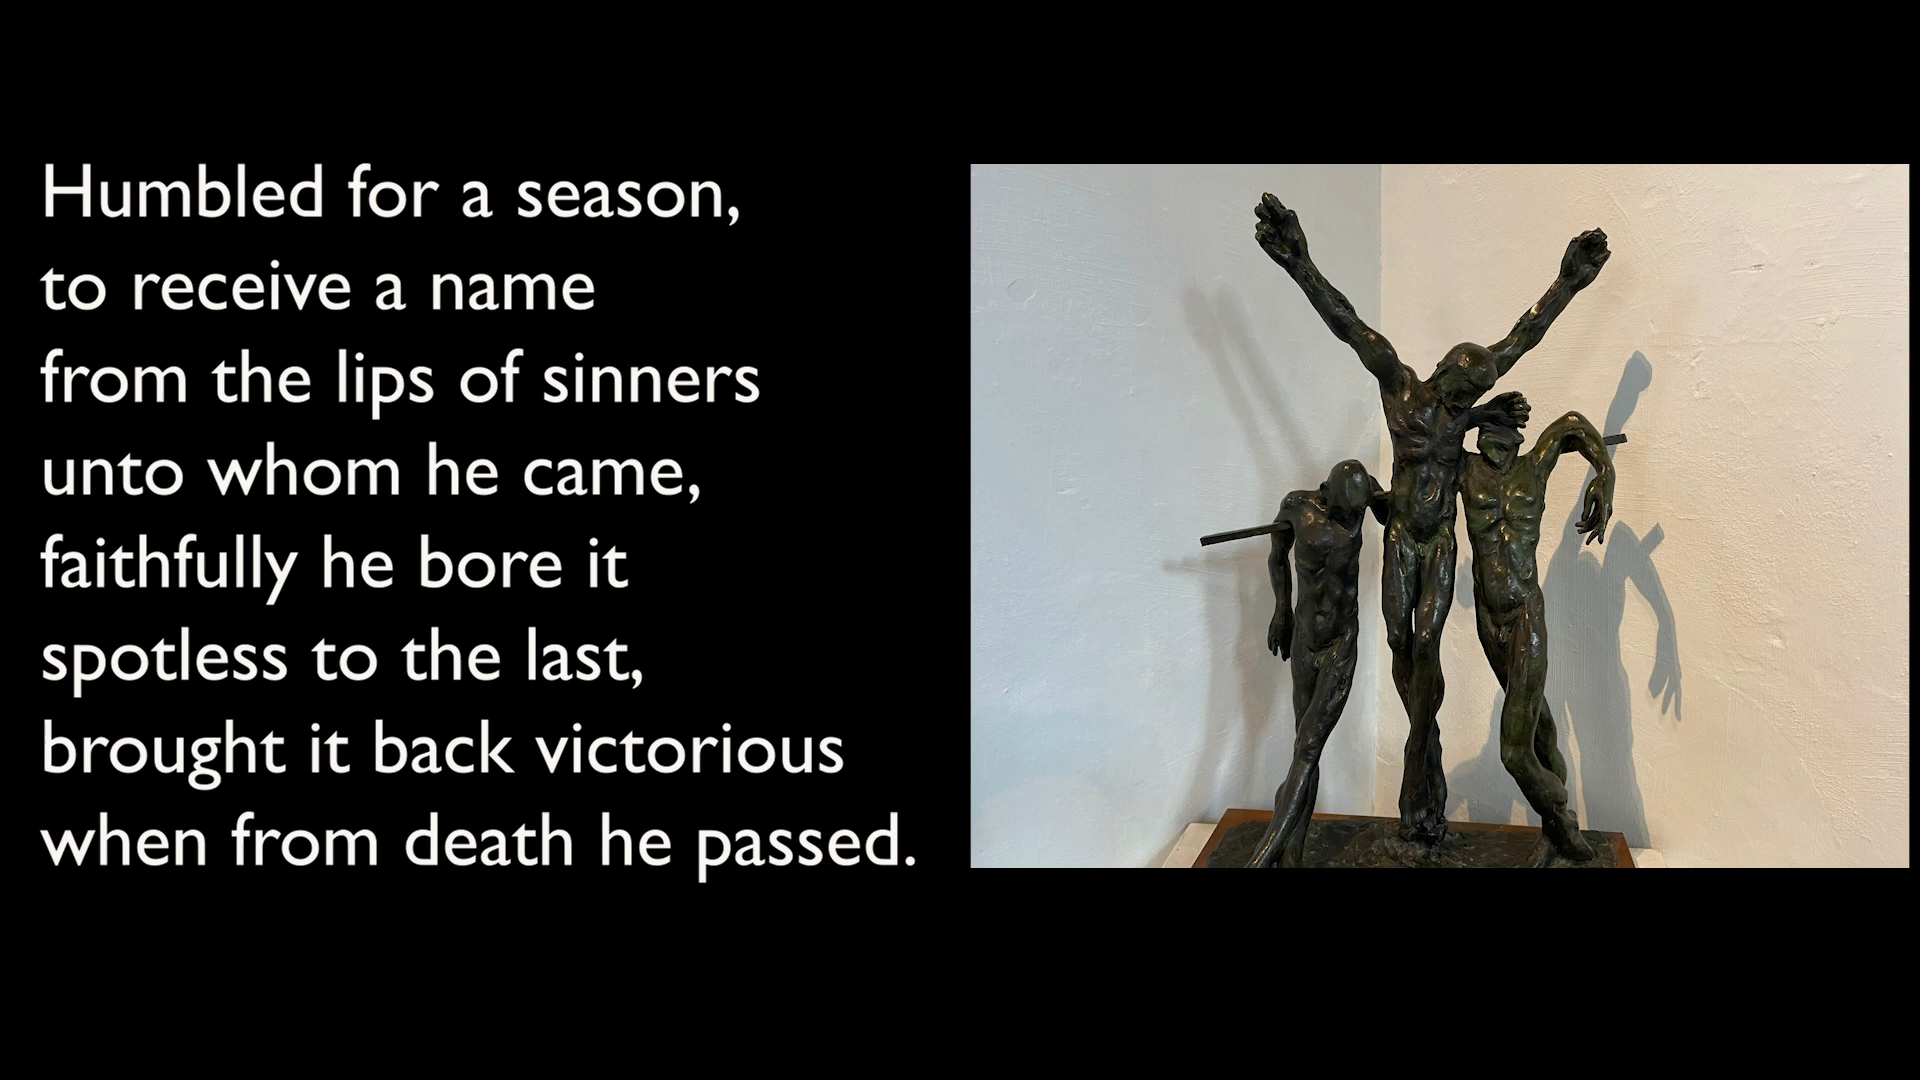 Humbled for a season,
to receive a name
from the lips of sinners
unto whom he came,
faithfully he bore it
spotless to the last,
brought it back victorious
when from death he passed.